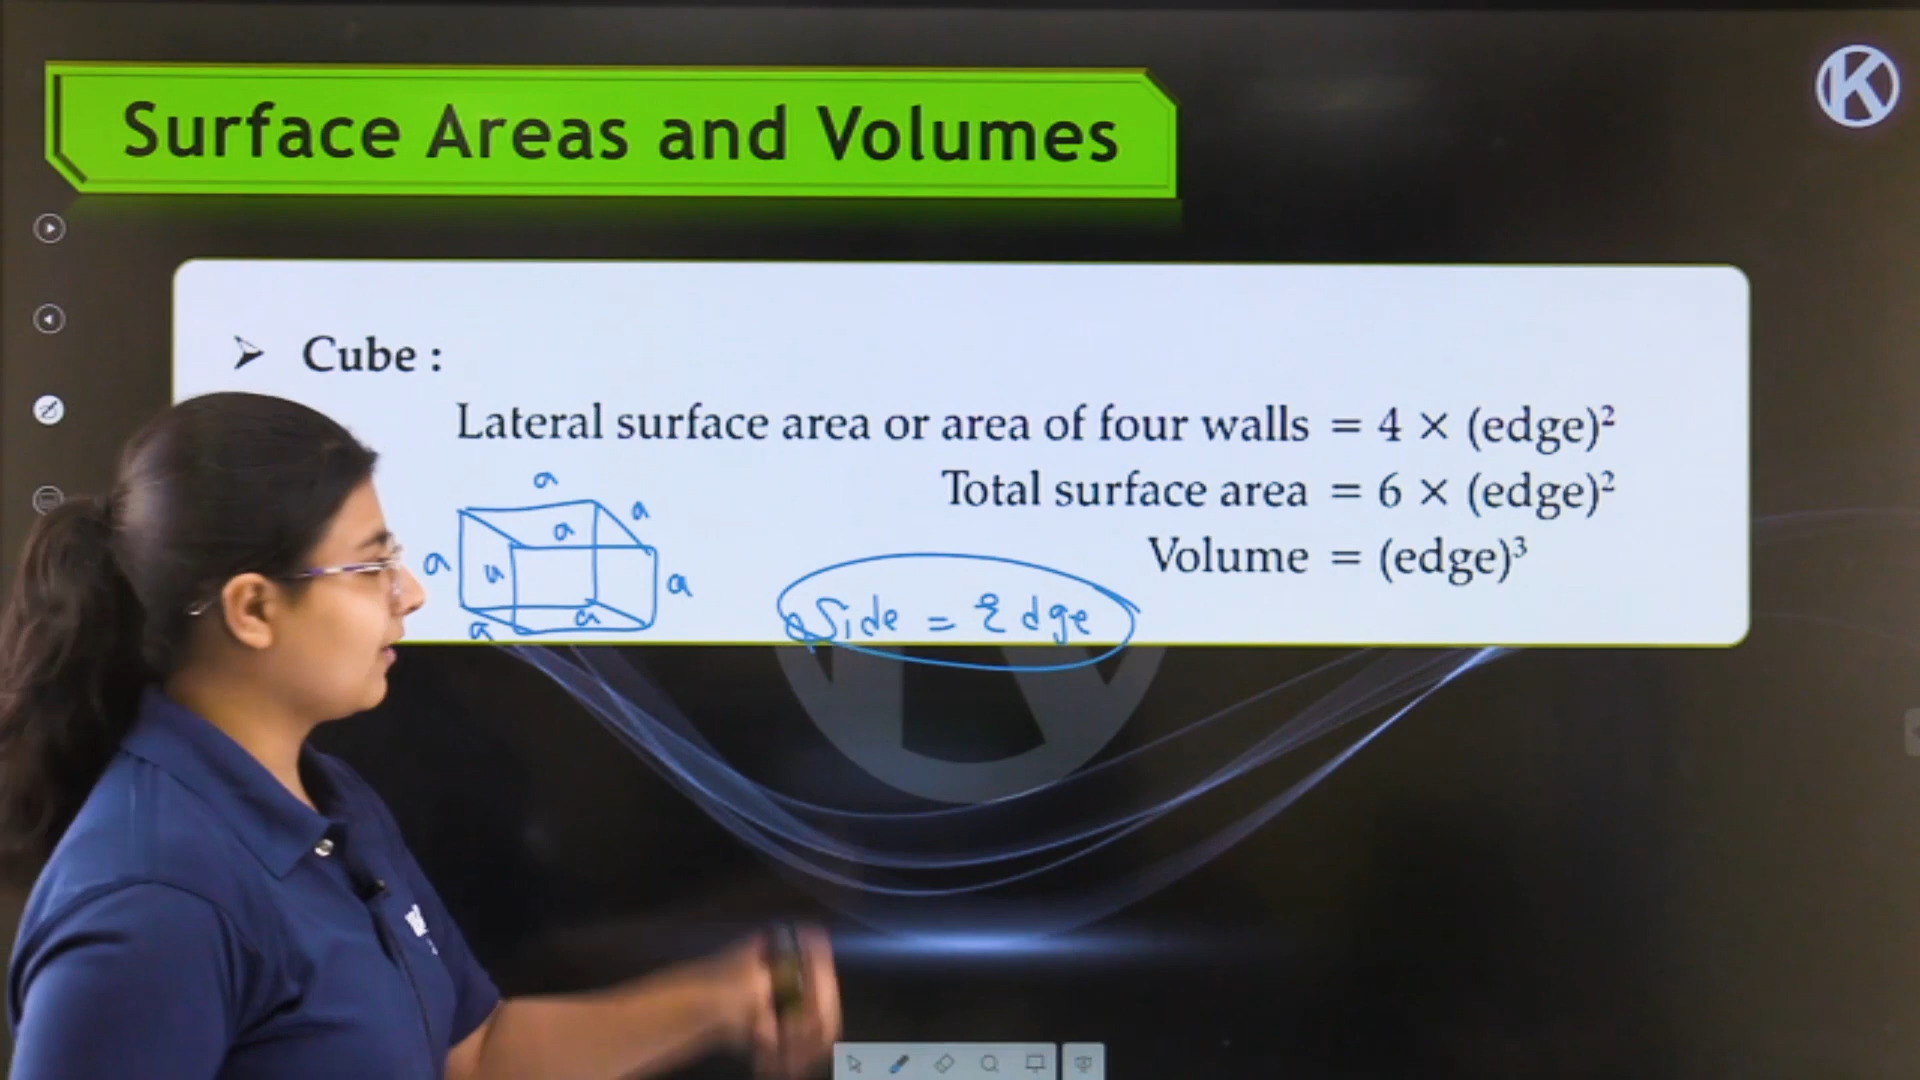 Surface Areas and Volumes
K
➢ Cube :
Lateral surface area or area of four walls = 4 × (edge)²
Total surface area = 6 × (edge)²
Volume = (edge)³
a
a
a
a
a
a
a
a
Side = Edge